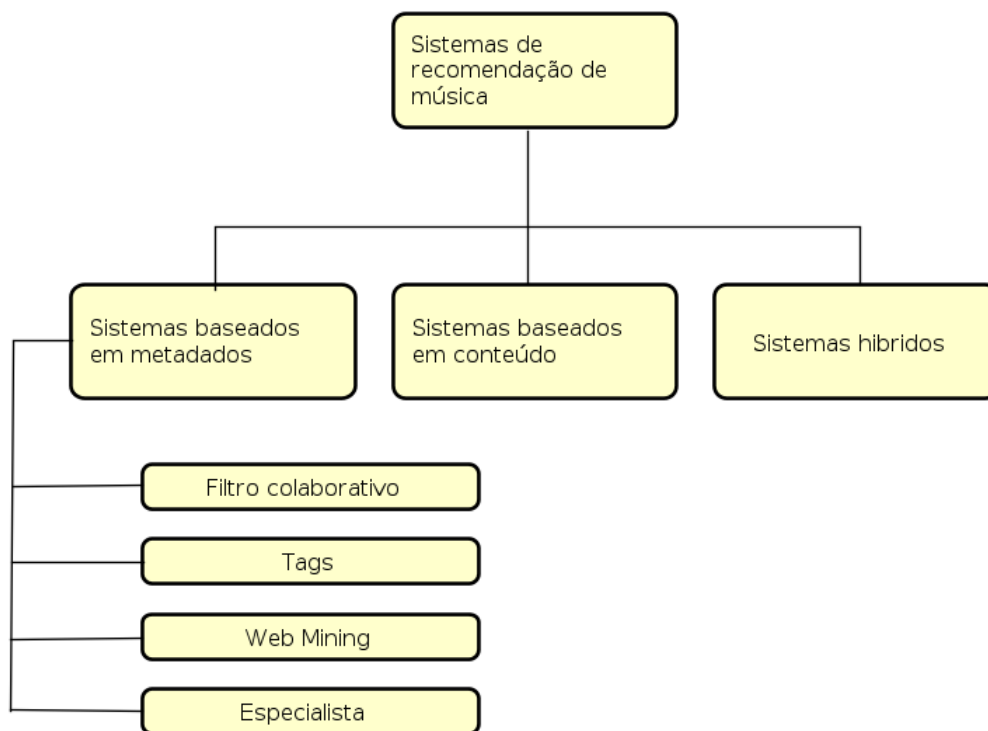 Sistemas de
recomendação de
música
Sistemas baseados
em metadados
Sistemas baseados
em conteúdo
Sistemas hibridos
Filtro colaborativo
Tags
Web Mining
Especialista